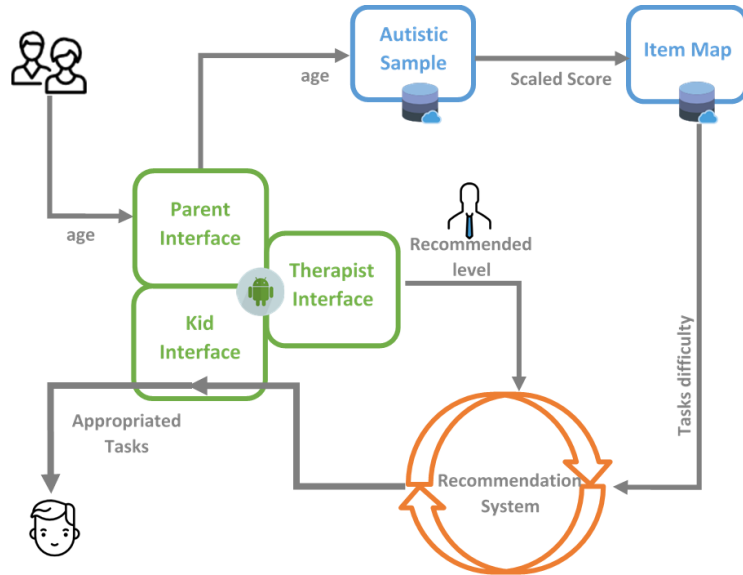 Autistic
Sample
Item Map
age
Scaled Score
Parent
Interface
age
Recommended
level
Therapist
Interface
Kid
Interface
Tasks difficulty
Appropriated
Tasks
Recommendation
System